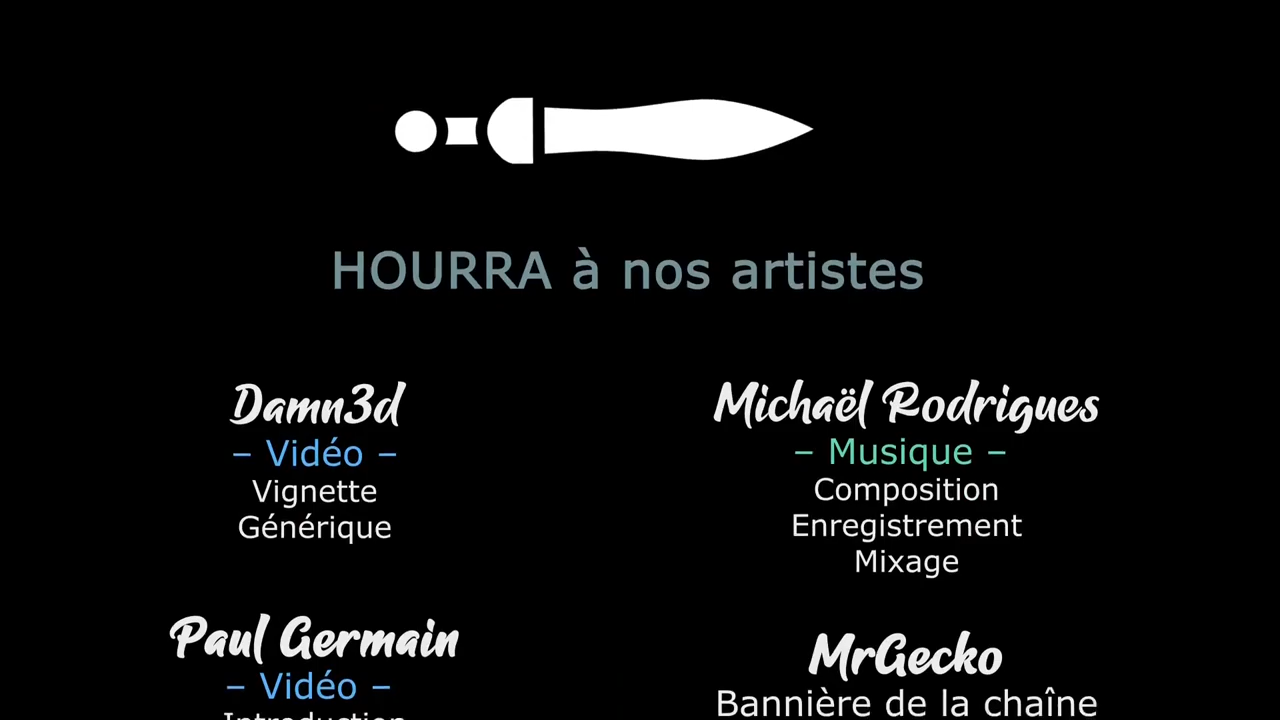 HOURRA à nos artistes
Damn3d
– Vidéo –
Vignette
Générique
Michaël Rodrigues
– Musique –
Composition
Enregistrement
Mixage
Paul Germain
– Vidéo –
Introduction
MrGecko
Bannière de la chaîne